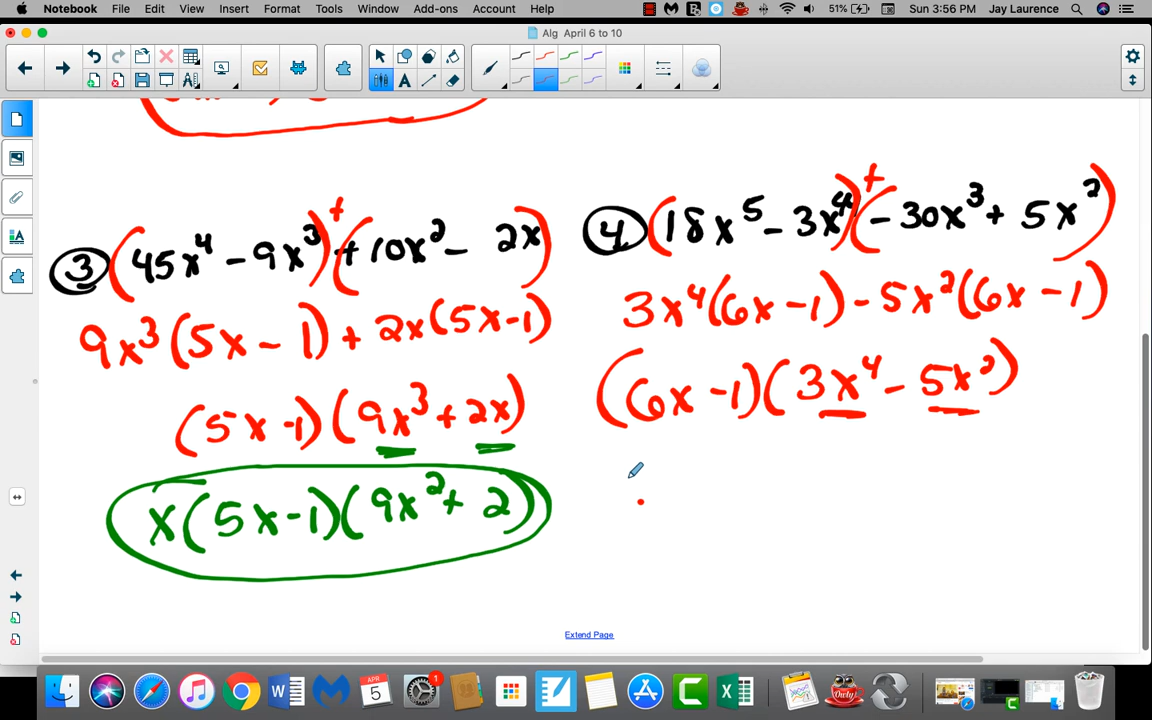 Notebook File Edit View Insert Format Tools Window Add-ons Account Help 51% Sun 3:56 PM Jay Laurence
Alg April 6 to 10
③ (45x⁴ - 9x³) + (+ 10x² - 2x)
9x³(5x - 1) + 2x(5x-1)
(5x-1)(9x³ + 2x)
x(5x-1)(9x²+ 2)
④ (18x⁵ - 3x⁴) + (- 30x³ + 5x²)
3x⁴(6x - 1) - 5x²(6x - 1)
(6x - 1)(3x⁴ - 5x²)
Extend Page
APR
5
1